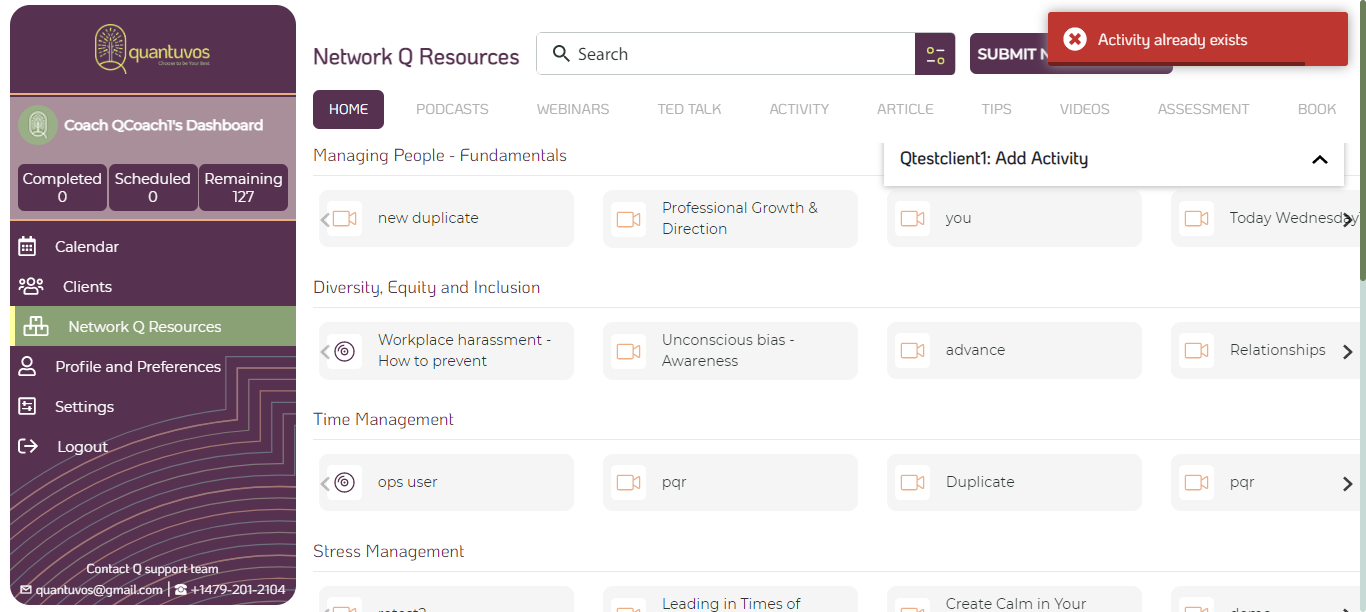 quantuvos
Choose to be Your Best
Coach QCoach1's Dashboard
Completed
0
Scheduled
0
Remaining
127
Calendar
Clients
Network Q Resources
Profile and Preferences
Settings
Logout
Contact Q support team
quantuvos@gmail.com | +1479-201-2104
Network Q Resources
Search
SUBMIT
Activity already exists
HOME
PODCASTS
WEBINARS
TED TALK
ACTIVITY
ARTICLE
TIPS
VIDEOS
ASSESSMENT
BOOK
Qtestclient1: Add Activity
Managing People - Fundamentals
new duplicate
Professional Growth &
Direction
you
Today Wednesday
Diversity, Equity and Inclusion
Workplace harassment -
How to prevent
Unconscious bias -
Awareness
advance
Relationships
Time Management
ops user
pqr
Duplicate
pqr
Stress Management
Leading in Times of
Create Calm in Your